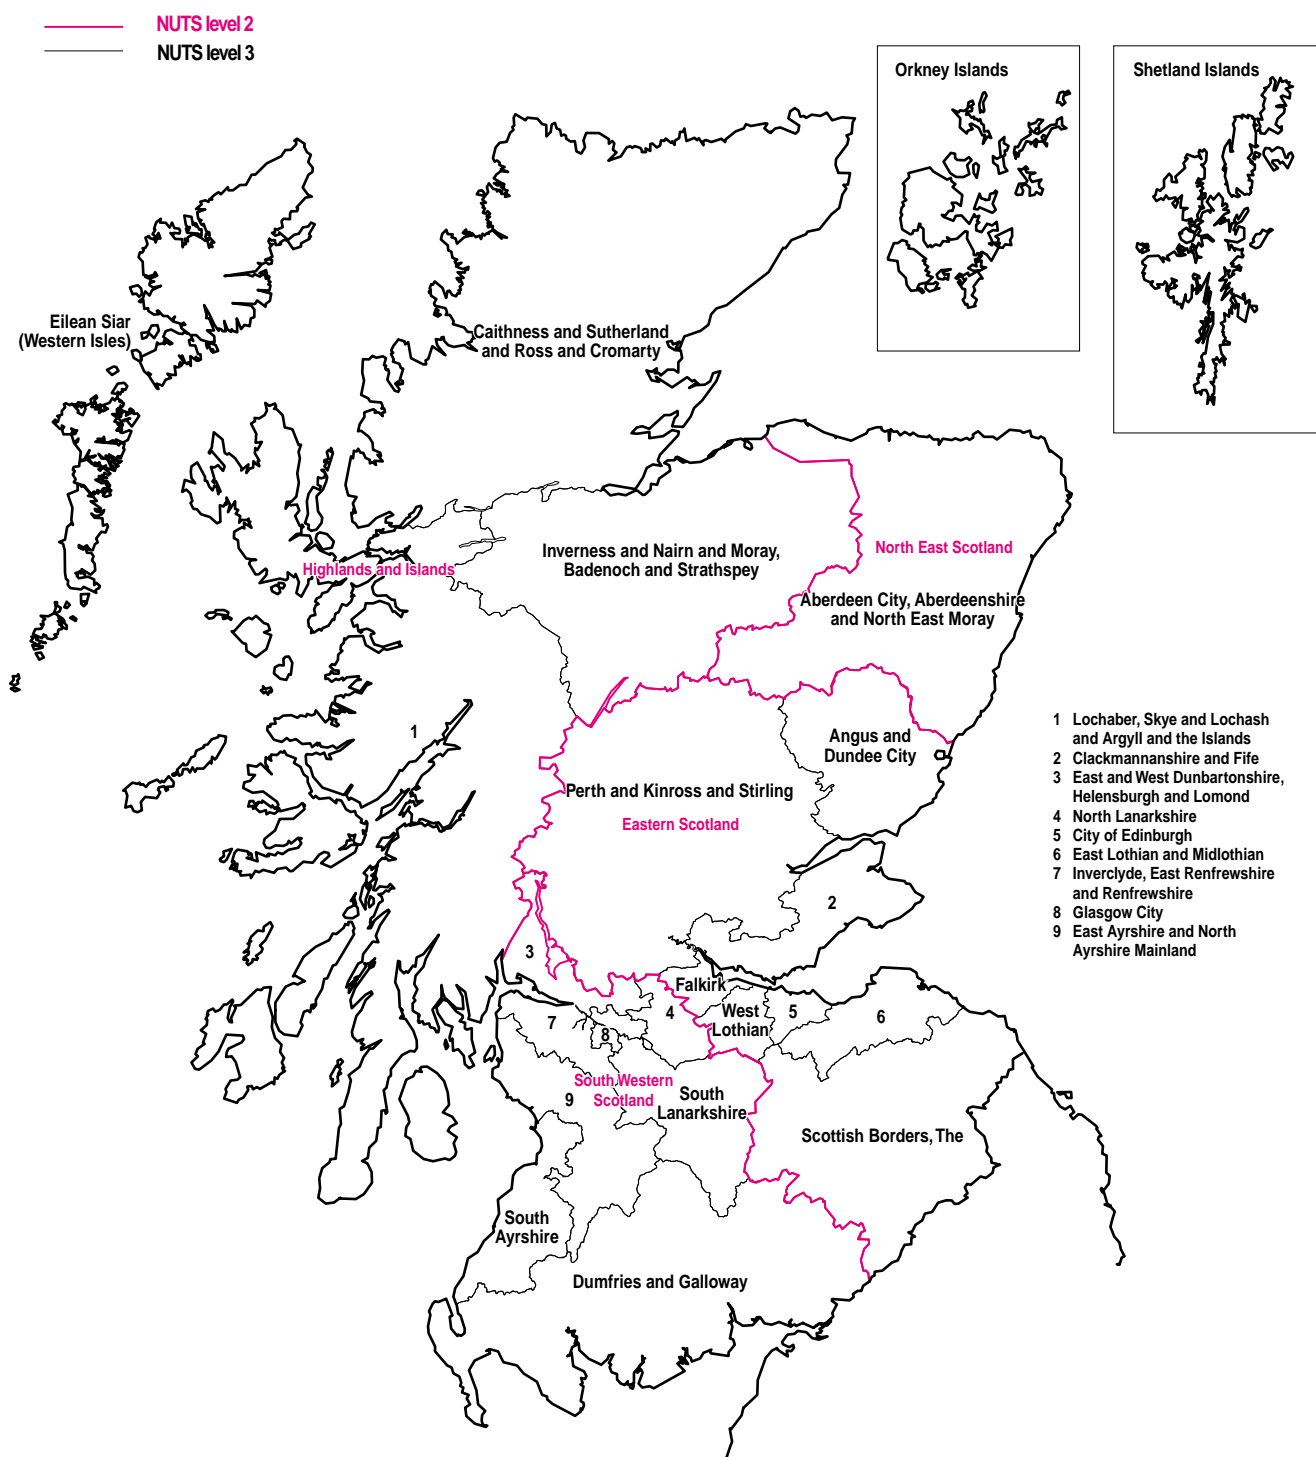 NUTS level 2
NUTS level 3
Orkney Islands
Shetland Islands
Eilean Siar
(Western Isles)
Caithness and Sutherland
and Ross and Cromarty
Inverness and Nairn and Moray,
Badenoch and Strathspey
Highlands and Islands
North East Scotland
Aberdeen City, Aberdeenshire
and North East Moray
1
Angus and
Dundee City
Perth and Kinross and Stirling
Eastern Scotland
2
3
Falkirk
4
West
Lothian
5
6
7
8
South Western
Scotland
9
South
Lanarkshire
Scottish Borders, The
South
Ayrshire
Dumfries and Galloway
1 Lochaber, Skye and Lochash
and Argyll and the Islands
2 Clackmannanshire and Fife
3 East and West Dunbartonshire,
Helensburgh and Lomond
4 North Lanarkshire
5 City of Edinburgh
6 East Lothian and Midlothian
7 Inverclyde, East Renfrewshire
and Renfrewshire
8 Glasgow City
9 East Ayrshire and North
Ayrshire Mainland